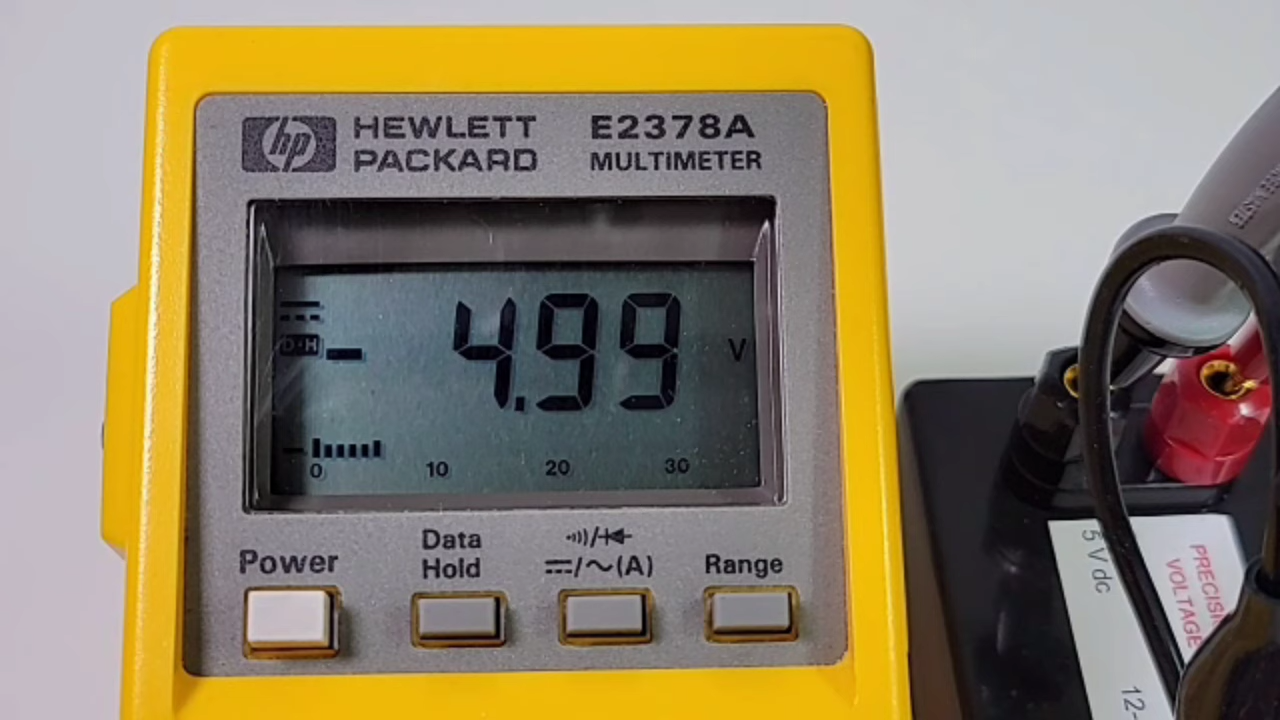 hp HEWLETT PACKARD
E2378A
MULTIMETER
D-H
-4.99 V
0 10 20 30
Power
Data Hold
•)))/
⎓/~(A)
Range
5 V dc
PRECISI
VOLTAGE
12-